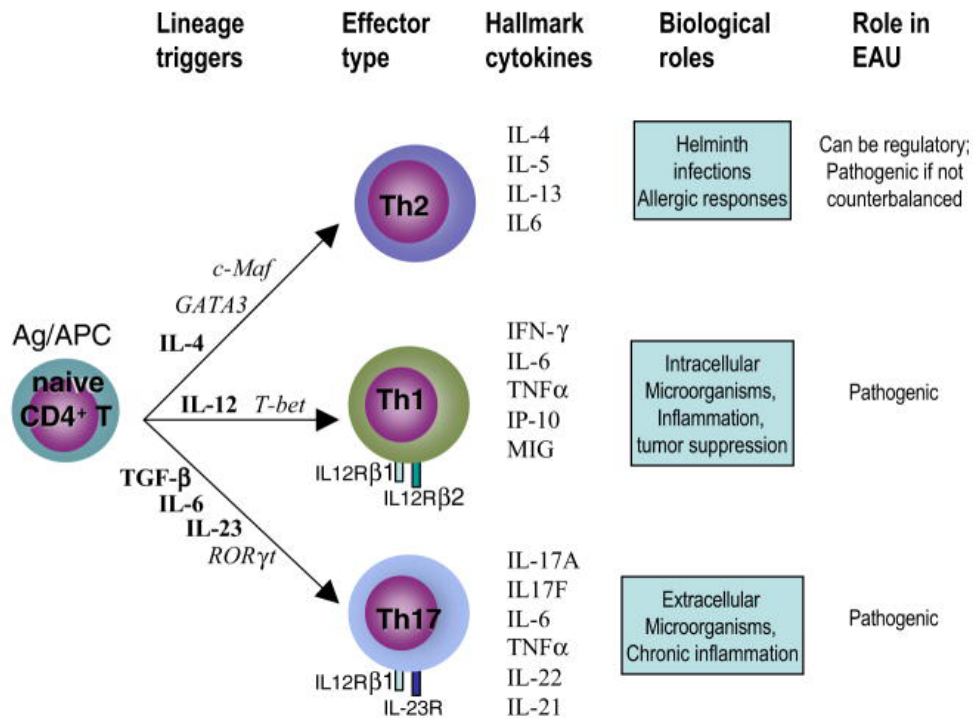 Lineage
triggers
Effector
type
Hallmark
cytokines
Biological
roles
Role in
EAU
Ag/APC
naive
CD4+ T
c-Maf
GATA3
IL-4
Th2
IL-4
IL-5
IL-13
IL6
Helminth
infections
Allergic responses
Can be regulatory;
Pathogenic if not
counterbalanced
IL-12 T-bet
Th1
IL12Rβ1
IL12Rβ2
IFN-γ
IL-6
TNFα
IP-10
MIG
Intracellular
Microorganisms,
Inflammation,
tumor suppression
Pathogenic
TGF-β
IL-6
IL-23
RORγt
Th17
IL12Rβ1
IL-23R
IL-17A
IL17F
IL-6
TNFα
IL-22
IL-21
Extracellular
Microorganisms,
Chronic inflammation
Pathogenic